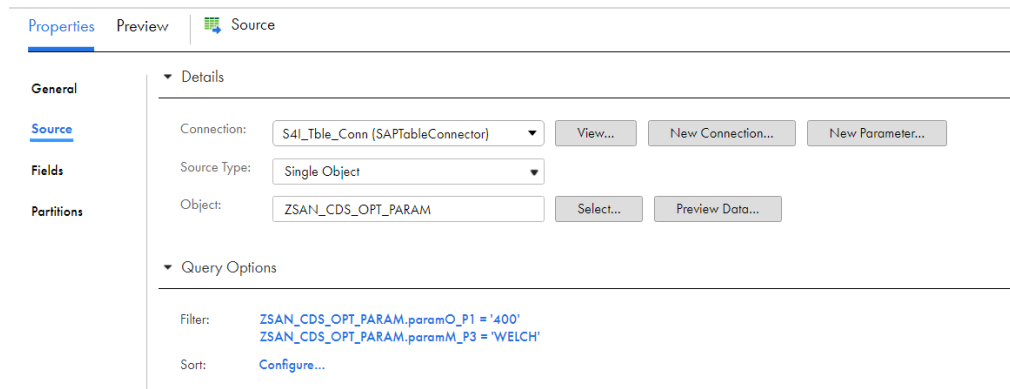 Properties Preview Source
General
Source
Fields
Partitions
Details
Connection: S4I_Tble_Conn (SAPTableConnector) View... New Connection... New Parameter...
Source Type: Single Object
Object: ZSAN_CDS_OPT_PARAM Select... Preview Data...
Query Options
Filter: ZSAN_CDS_OPT_PARAM.paramO_P1 = '400'
ZSAN_CDS_OPT_PARAM.paramM_P3 = 'WELCH'
Sort: Configure...